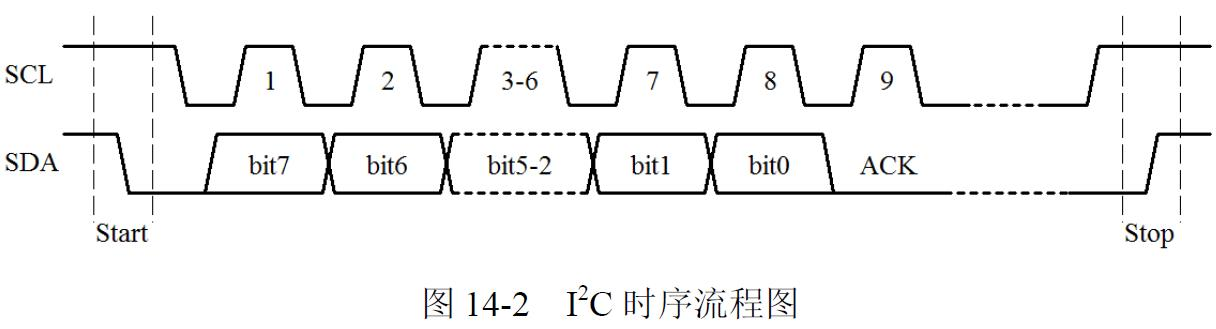 SCL 1 2 3-6 7 8 9
SDA bit7 bit6 bit5-2 bit1 bit0 ACK
Start Stop
图 14-2 I²C 时序流程图